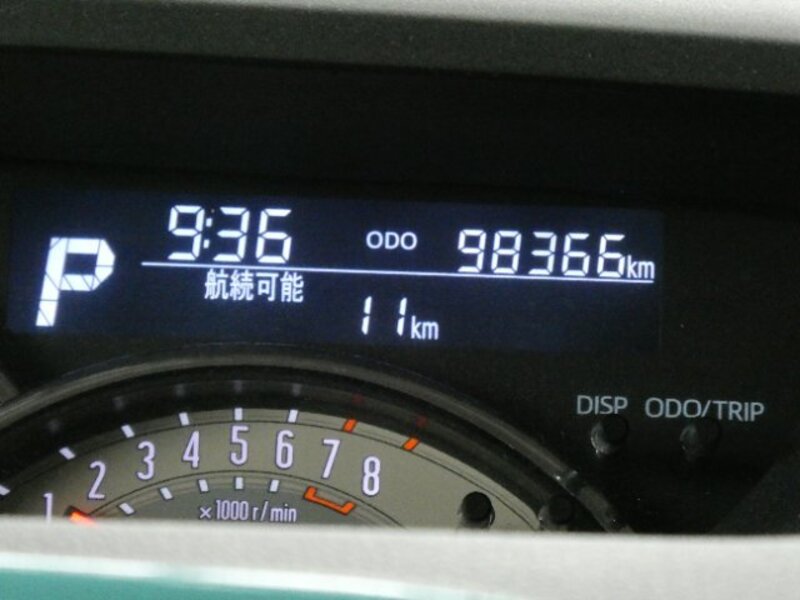 P
9:36 ODO 98366km
航続可能
11km
DISP ODO/TRIP
1 2 3 4 5 6 7 8
×1000 r/min